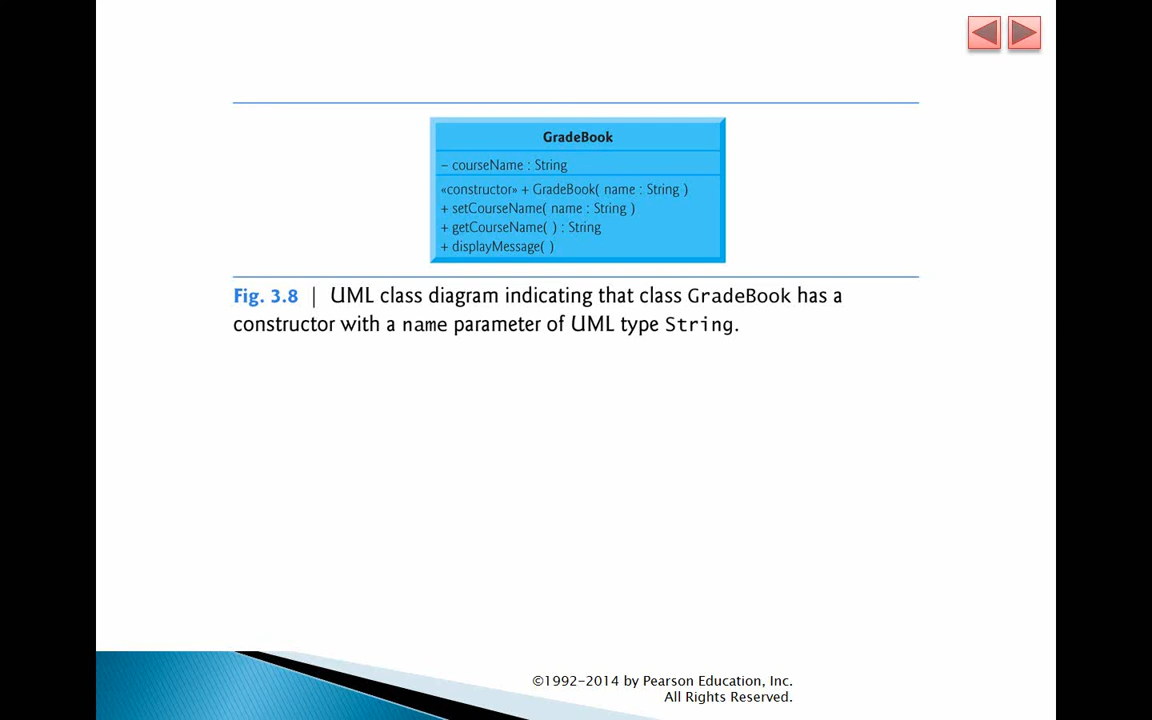 GradeBook
– courseName : String
«constructor» + GradeBook( name : String )
+ setCourseName( name : String )
+ getCourseName( ) : String
+ displayMessage( )
Fig. 3.8 | UML class diagram indicating that class GradeBook has a
constructor with a name parameter of UML type String.
©1992-2014 by Pearson Education, Inc.
All Rights Reserved.